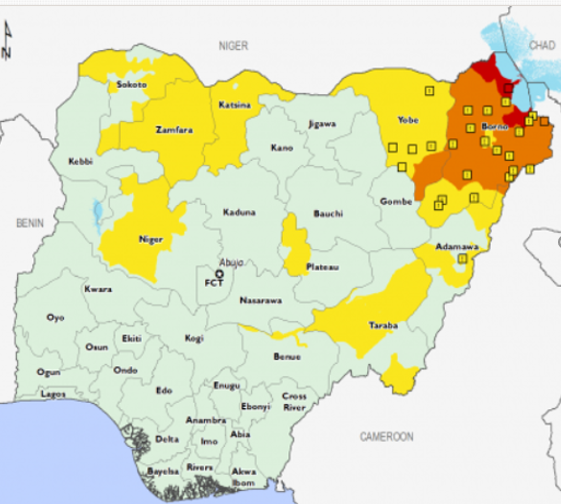 N
NIGER
CHAD
Sokoto
Katsina
Jigawa
Yobe
Borno
Zamfara
Kano
Kebbi
Kaduna
Bauchi
Gombe
BENIN
Niger
Adamawa
Abuja
FCT
Plateau
Kwara
Nasarawa
Oyo
Taraba
Osun
Ekiti
Kogi
Benue
Ogun
Ondo
Lagos
Edo
Enugu
Ebonyi
Cross
River
Anambra
Delta
Imo
Abia
CAMEROON
Bayelsa
Rivers
Akwa
Ibom